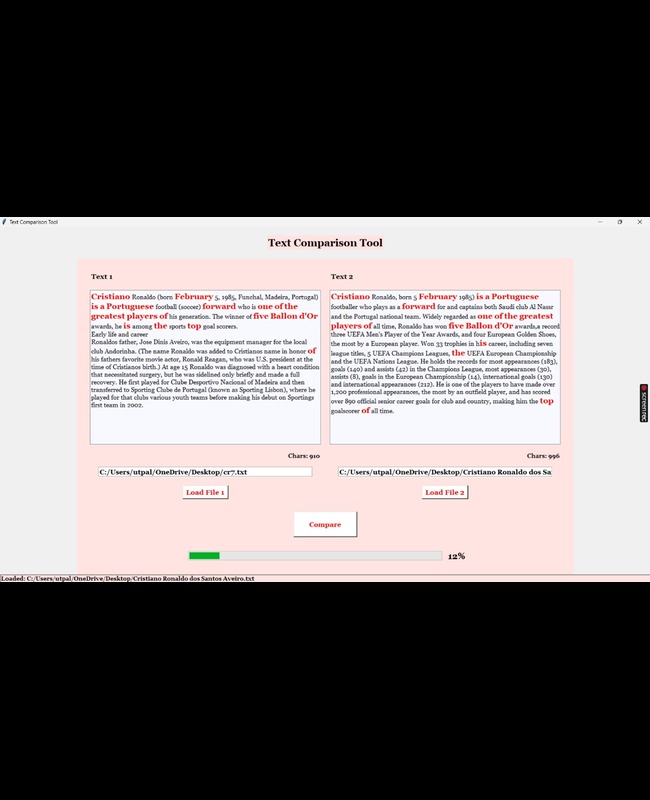 Text Comparison Tool
Text Comparison Tool
Text 1
Cristiano Ronaldo (born February 5, 1985, Funchal, Madeira, Portugal)
is a Portuguese football (soccer) forward who is one of the
greatest players of his generation. The winner of five Ballon d'Or
awards, he is among the sports top goal scorers.
Early life and career
Ronaldos father, Jose Dinis Aveiro, was the equipment manager for the local
club Andorinha. (The name Ronaldo was added to Cristianos name in honor of
his fathers favorite movie actor, Ronald Reagan, who was U.S. president at the
time of Cristianos birth.) At age 15 Ronaldo was diagnosed with a heart condition
that necessitated surgery, but he was sidelined only briefly and made a full
recovery. He first played for Clube Desportivo Nacional of Madeira and then
transferred to Sporting Clube de Portugal (known as Sporting Lisbon), where he
played for that clubs various youth teams before making his debut on Sportings
first team in 2002.
Chars: 910
C:/Users/utpal/OneDrive/Desktop/cr7.txt
Load File 1
Text 2
Cristiano Ronaldo, born 5 February 1985) is a Portuguese
footballer who plays as a forward for and captains both Saudi club Al Nassr
and the Portugal national team. Widely regarded as one of the greatest
players of all time, Ronaldo has won five Ballon d'Or awards,a record
three UEFA Men's Player of the Year Awards, and four European Golden Shoes,
the most by a European player. Won 33 trophies in his career, including seven
league titles, 5 UEFA Champions Leagues, the UEFA European Championship
and the UEFA Nations League. He holds the records for most appearances (183),
goals (140) and assists (42) in the Champions League, most appearances (30),
assists (8), goals in the European Championship (14), international goals (130)
and international appearances (212). He is one of the players to have made over
1,200 professional appearances, the most by an outfield player, and has scored
over 890 official senior career goals for club and country, making him the top
goalscorer of all time.
Chars: 996
C:/Users/utpal/OneDrive/Desktop/Cristiano Ronaldo dos Sa
Load File 2
Compare
12%
Loaded: C:/Users/utpal/OneDrive/Desktop/Cristiano Ronaldo dos Santos Aveiro.txt
screenrec